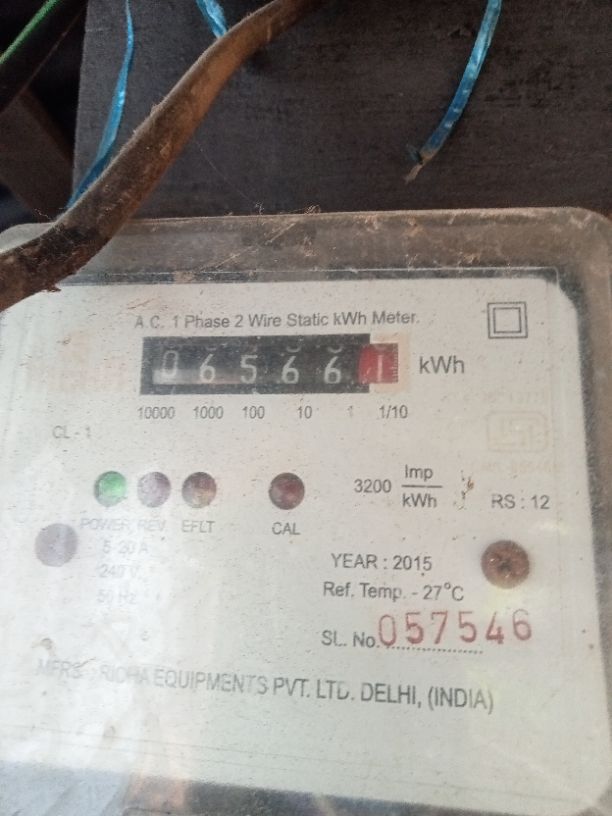 A.C. 1 Phase 2 Wire Static kWh Meter.
0 6 5 6 6 1 kWh
10000 1000 100 10 1 1/10
CL - 1
3200 Imp
kWh
RS : 12
POWER REV EFLT CAL
5-20 A
240 V
50 Hz
YEAR : 2015
Ref. Temp. - 27°C
SL. No. 057546
MFRS. RIDHA EQUIPMENTS PVT. LTD. DELHI, (INDIA)